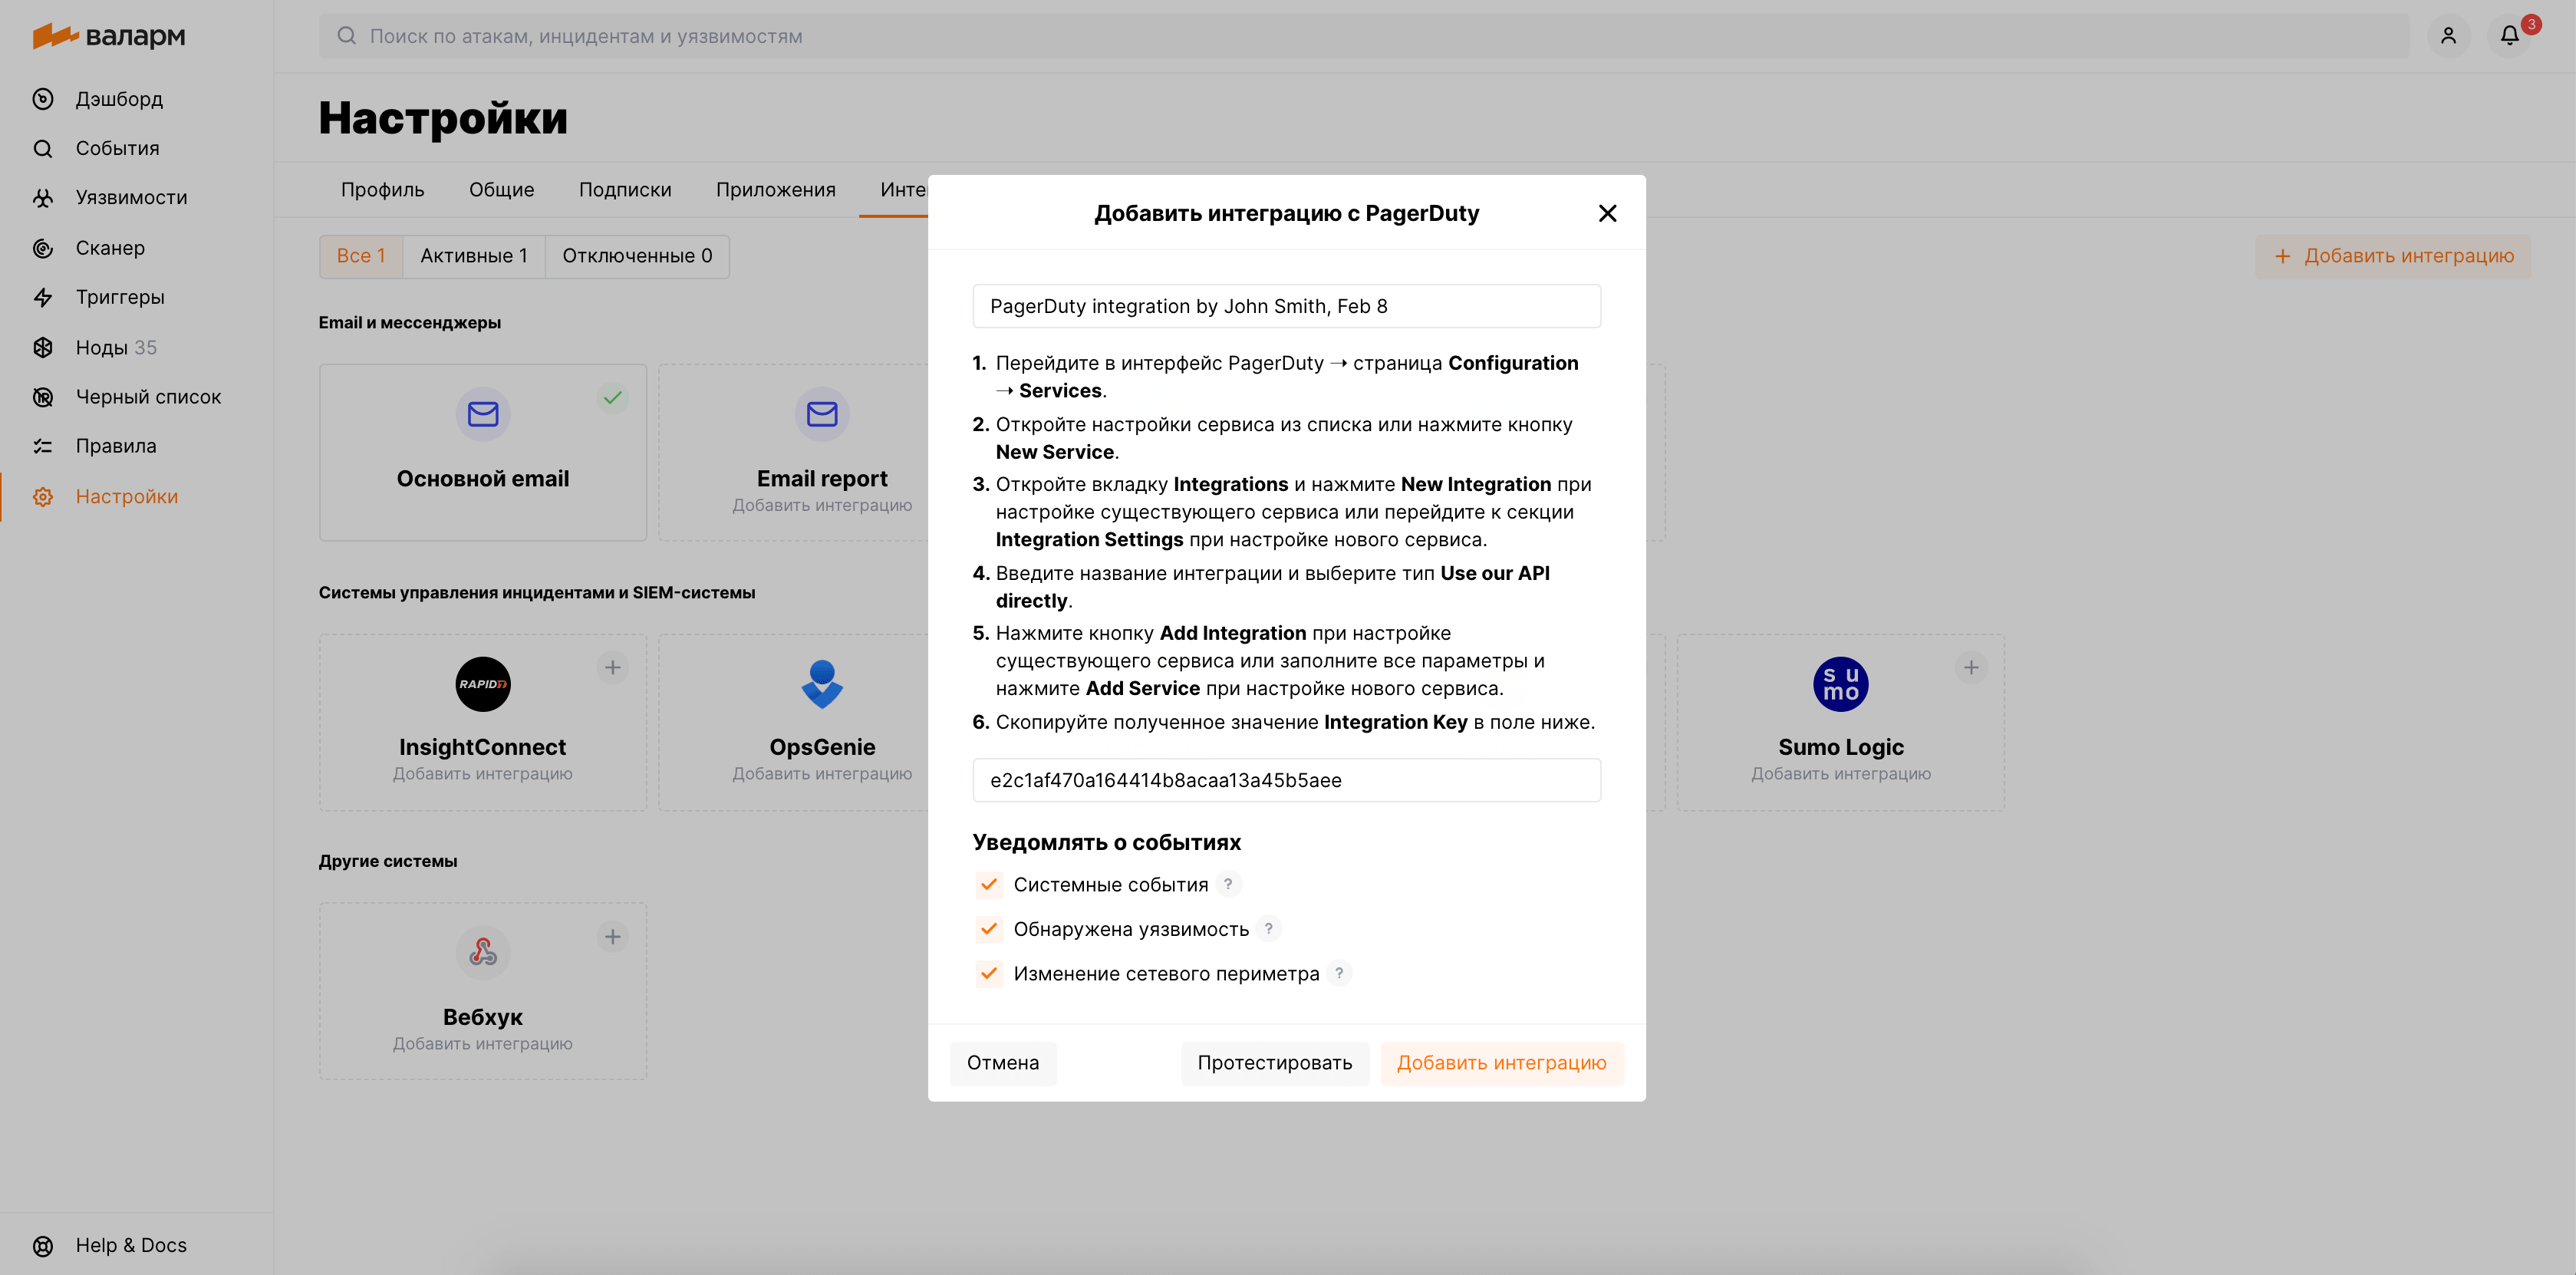 валарм
Поиск по атакам, инцидентам и уязвимостям
3
Дэшборд
События
Уязвимости
Сканер
Триггеры
Ноды 35
Черный список
Правила
Настройки
Help & Docs
Настройки
Профиль
Общие
Подписки
Приложения
Инте
Все 1
Активные 1
Отключенные 0
+ Добавить интеграцию
Email и мессенджеры
Основной email
Email report
Добавить интеграцию
Системы управления инцидентами и SIEM-системы
RAPID7
InsightConnect
Добавить интеграцию
OpsGenie
Добавить интеграцию
su
mo
Sumo Logic
Добавить интеграцию
Другие системы
Вебхук
Добавить интеграцию
Добавить интеграцию с PagerDuty
PagerDuty integration by John Smith, Feb 8
1. Перейдите в интерфейс PagerDuty → страница Configuration
→ Services.
2. Откройте настройки сервиса из списка или нажмите кнопку
New Service.
3. Откройте вкладку Integrations и нажмите New Integration при
настройке существующего сервиса или перейдите к секции
Integration Settings при настройке нового сервиса.
4. Введите название интеграции и выберите тип Use our API
directly.
5. Нажмите кнопку Add Integration при настройке
существующего сервиса или заполните все параметры и
нажмите Add Service при настройке нового сервиса.
6. Скопируйте полученное значение Integration Key в поле ниже.
e2c1af470a164414b8acaa13a45b5aee
Уведомлять о событиях
Системные события ?
Обнаружена уязвимость ?
Изменение сетевого периметра ?
Отмена
Протестировать
Добавить интеграцию